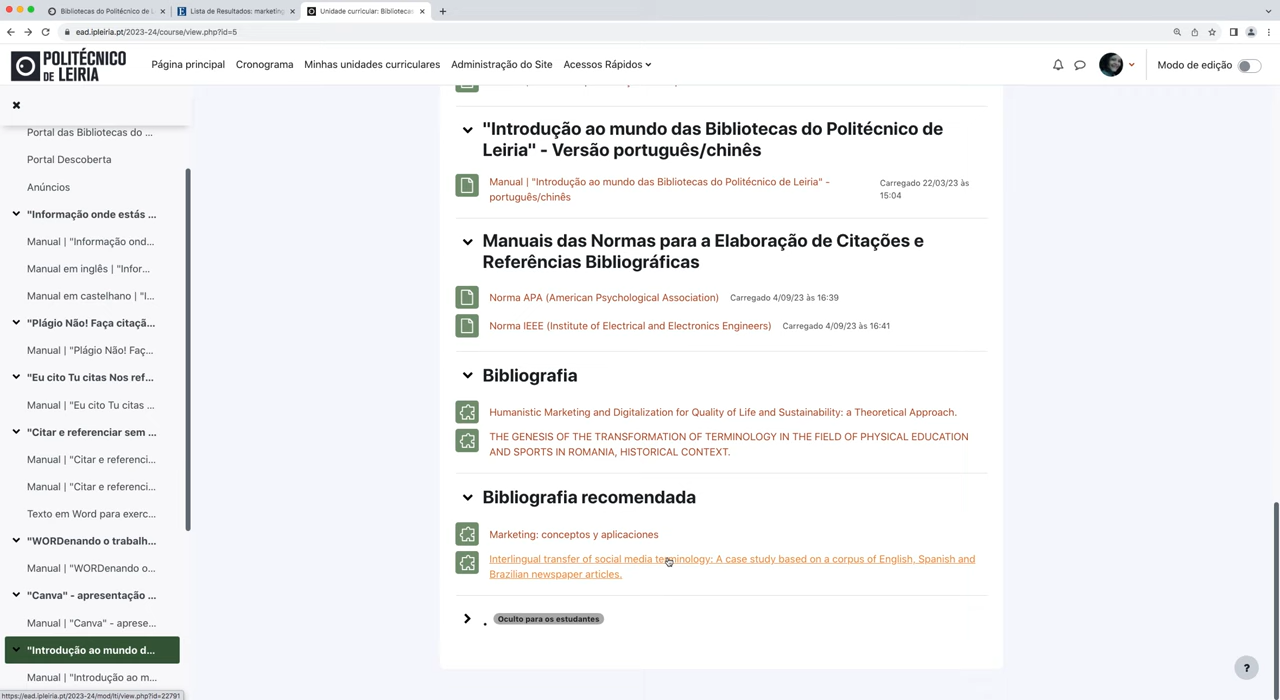 Bibliotecas do Politécnico de L
Lista de Resultados: marketing
Unidade curricular: Bibliotecas
ead.ipleiria.pt/2023-24/course/view.php?id=5
POLITÉCNICO
DE LEIRIA
Página principal
Cronograma
Minhas unidades curriculares
Administração do Site
Acessos Rápidos
Modo de edição
Portal das Bibliotecas do ...
Portal Descoberta
Anúncios
"Informação onde estás ...
Manual | "Informação ond...
Manual em inglês | "Infor...
Manual em castelhano | "I...
"Plágio Não! Faça citaçã...
Manual | "Plágio Não! Faç...
"Eu cito Tu citas Nos ref...
Manual | "Eu cito Tu citas ...
"Citar e referenciar sem ...
Manual | "Citar e referenci...
Manual | "Citar e referenci...
Texto em Word para exerc...
"WORDenando o trabalh...
Manual | "WORDenando o...
"Canva" - apresentação ...
Manual | "Canva" - aprese...
"Introdução ao mundo d...
Manual | "Introdução ao m...
"Introdução ao mundo das Bibliotecas do Politécnico de
Leiria" - Versão português/chinês
Manual | "Introdução ao mundo das Bibliotecas do Politécnico de Leiria" -
português/chinês
Carregado 22/03/23 às
15:04
Manuais das Normas para a Elaboração de Citações e
Referências Bibliográficas
Norma APA (American Psychological Association)
Carregado 4/09/23 às 16:39
Norma IEEE (Institute of Electrical and Electronics Engineers)
Carregado 4/09/23 às 16:41
Bibliografia
Humanistic Marketing and Digitalization for Quality of Life and Sustainability: a Theoretical Approach.
THE GENESIS OF THE TRANSFORMATION OF TERMINOLOGY IN THE FIELD OF PHYSICAL EDUCATION
AND SPORTS IN ROMANIA, HISTORICAL CONTEXT.
Bibliografia recomendada
Marketing: conceptos y aplicaciones
Interlingual transfer of social media terminology: A case study based on a corpus of English, Spanish and
Brazilian newspaper articles.
Oculto para os estudantes
?
https://ead.ipleiria.pt/2023-24/mod/lti/view.php?id=22791